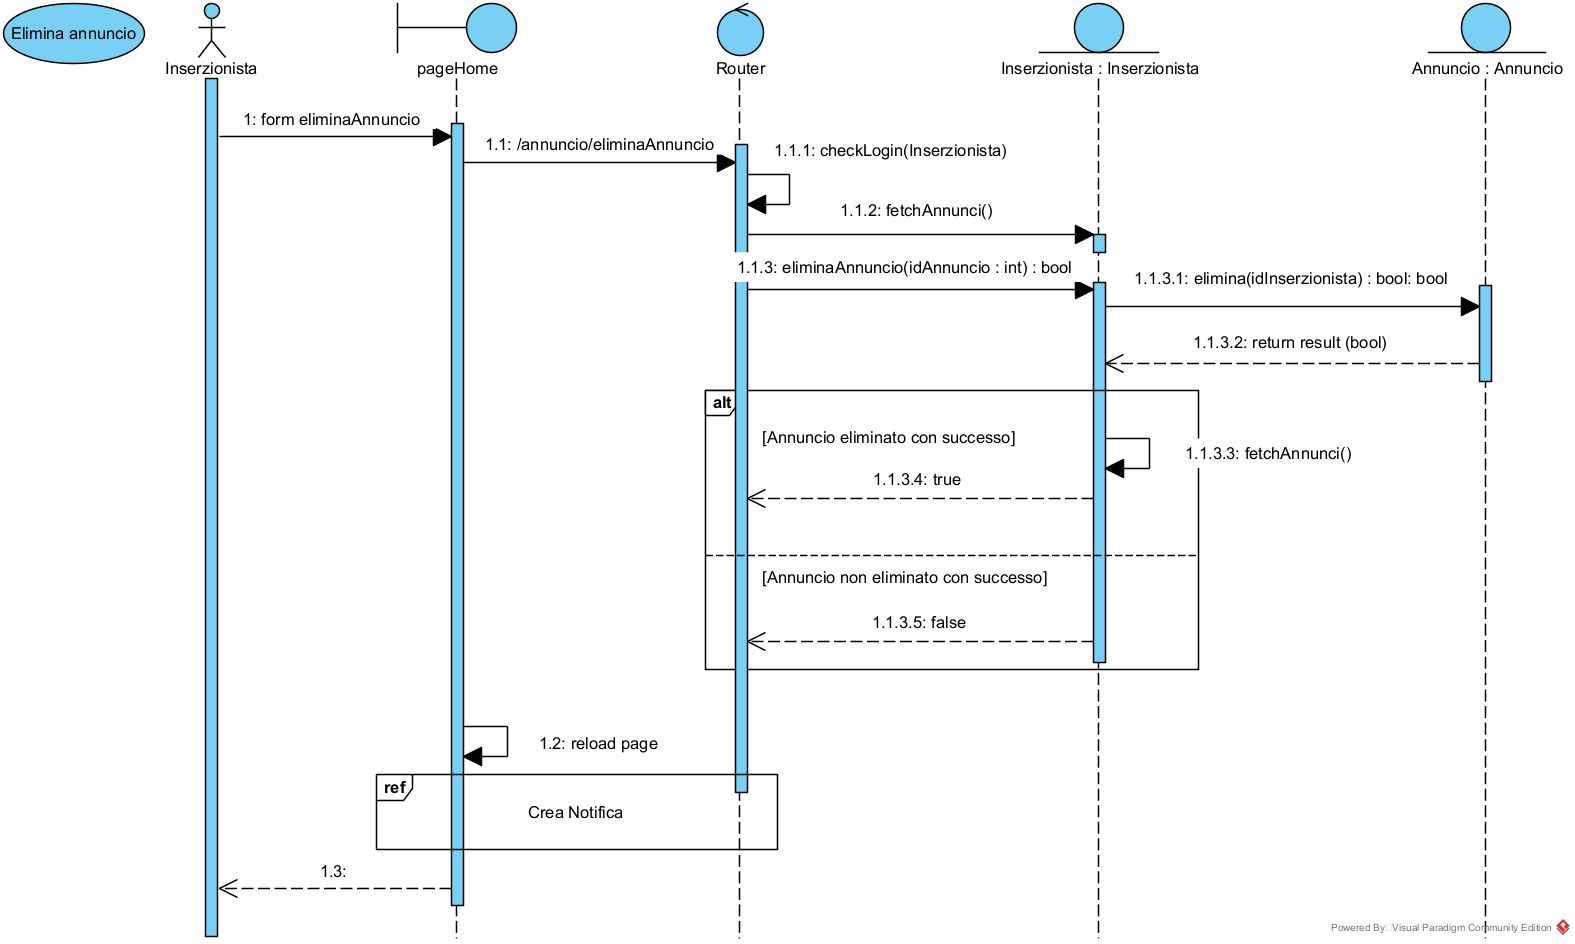 Elimina annuncio
Inserzionista
pageHome
Router
Inserzionista : Inserzionista
Annuncio : Annuncio
1: form eliminaAnnuncio
1.1: /annuncio/eliminaAnnuncio
1.1.1: checkLogin(Inserzionista)
1.1.2: fetchAnnunci()
1.1.3: eliminaAnnuncio(idAnnuncio : int) : bool
1.1.3.1: elimina(idInserzionista) : bool: bool
1.1.3.2: return result (bool)
alt
[Annuncio eliminato con successo]
1.1.3.3: fetchAnnunci()
1.1.3.4: true
[Annuncio non eliminato con successo]
1.1.3.5: false
1.2: reload page
ref
Crea Notifica
1.3:
Powered By Visual Paradigm Community Edition